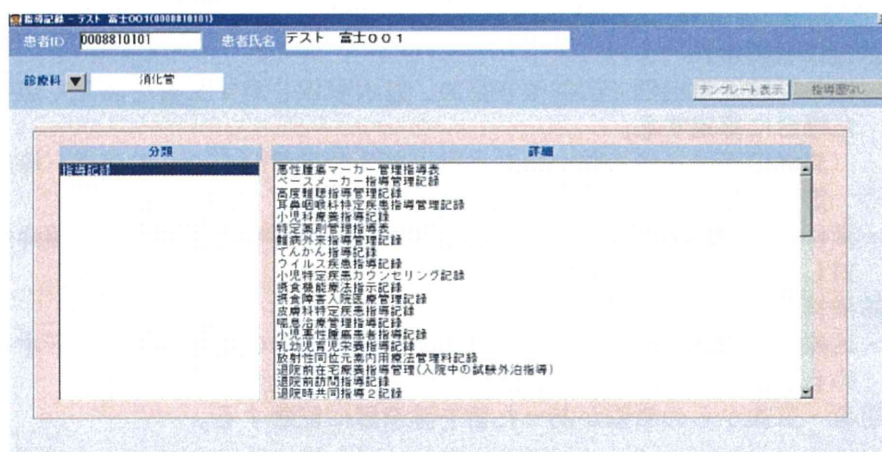 指導記録 - テスト 富士001(0008810101)
患者ID 0008810101 患者氏名 テスト 富士001
診療科 ▼ 消化管
テンプレート表示 指導歴なし
分類 詳細
指導記録
悪性腫瘍マーカー管理指導表
ペースメーカー指導管理記録
高度難聴指導管理記録
耳鼻咽喉科特定疾患指導管理記録
小児科療養指導記録
特定薬剤管理指導表
難病外来指導管理記録
てんかん指導記録
ウイルス疾患指導記録
小児特定疾患カウンセリング記録
摂食機能療法指示記録
摂食障害入院医療管理記録
皮膚科特定疾患指導記録
喘息治療管理指導記録
小児悪性腫瘍患者指導記録
乳幼児育児栄養指導記録
放射性同位元素内用療法管理料記録
退院前在宅療養指導管理(入院中の試験外泊指導)
退院前訪問指導記録
退院時共同指導2記録